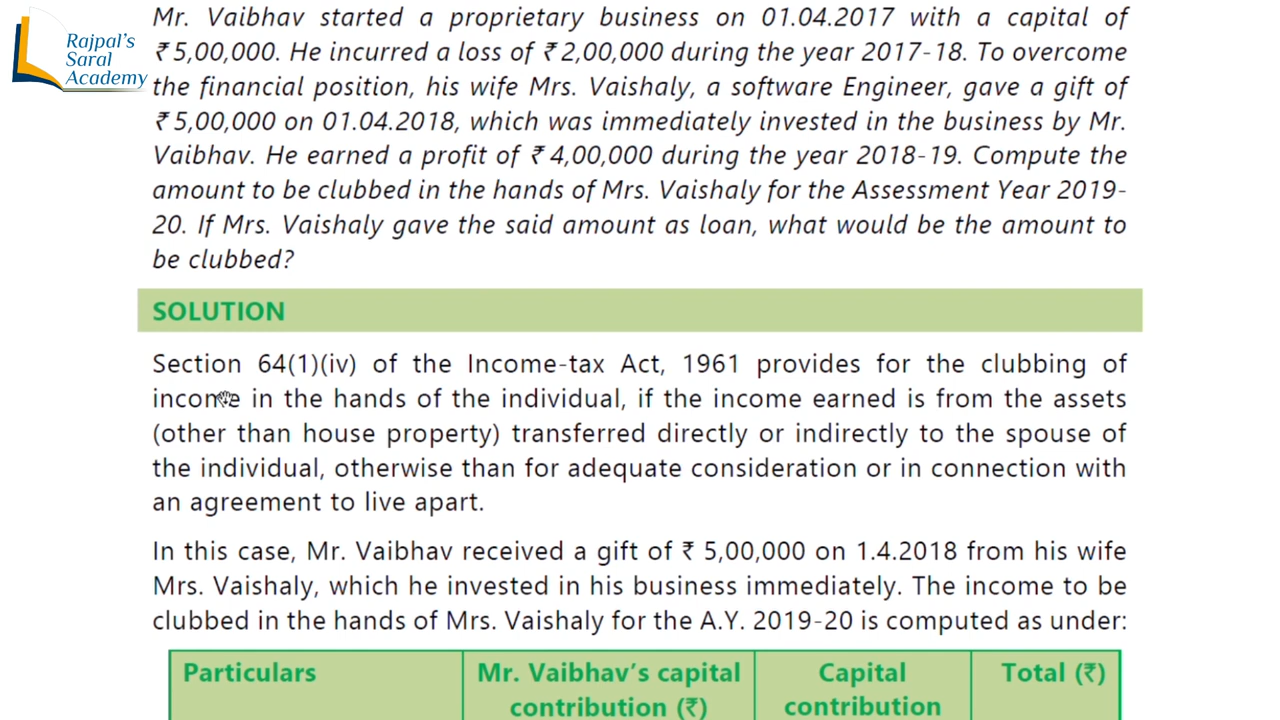 Rajpal's
Saral
Academy
Mr. Vaibhav started a proprietary business on 01.04.2017 with a capital of
₹ 5,00,000. He incurred a loss of ₹ 2,00,000 during the year 2017-18. To overcome
the financial position, his wife Mrs. Vaishaly, a software Engineer, gave a gift of
₹ 5,00,000 on 01.04.2018, which was immediately invested in the business by Mr.
Vaibhav. He earned a profit of ₹ 4,00,000 during the year 2018-19. Compute the
amount to be clubbed in the hands of Mrs. Vaishaly for the Assessment Year 2019-
20. If Mrs. Vaishaly gave the said amount as loan, what would be the amount to
be clubbed?
SOLUTION
Section 64(1)(iv) of the Income-tax Act, 1961 provides for the clubbing of
income in the hands of the individual, if the income earned is from the assets
(other than house property) transferred directly or indirectly to the spouse of
the individual, otherwise than for adequate consideration or in connection with
an agreement to live apart.
In this case, Mr. Vaibhav received a gift of ₹ 5,00,000 on 1.4.2018 from his wife
Mrs. Vaishaly, which he invested in his business immediately. The income to be
clubbed in the hands of Mrs. Vaishaly for the A.Y. 2019-20 is computed as under:
Particulars Mr. Vaibhav's capital Capital Total (₹)
contribution (₹) contribution